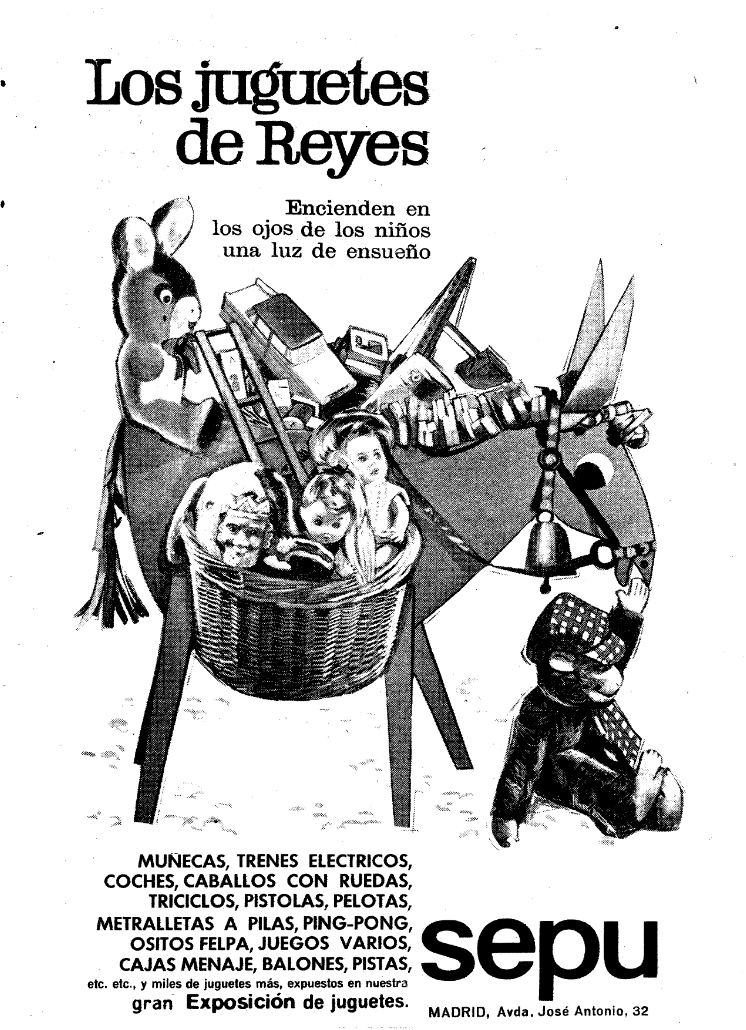 Los juguetes
de Reyes
Encienden en
los ojos de los niños
una luz de ensueño
MUÑECAS, TRENES ELECTRICOS,
COCHES, CABALLOS CON RUEDAS,
TRICICLOS, PISTOLAS, PELOTAS,
METRALLETAS A PILAS, PING-PONG,
OSITOS FELPA, JUEGOS VARIOS,
CAJAS MENAJE, BALONES, PISTAS,
etc. etc., y miles de juguetes más, expuestos en nuestra
gran Exposición de juguetes.
sepu
MADRID, Avda. José Antonio, 32